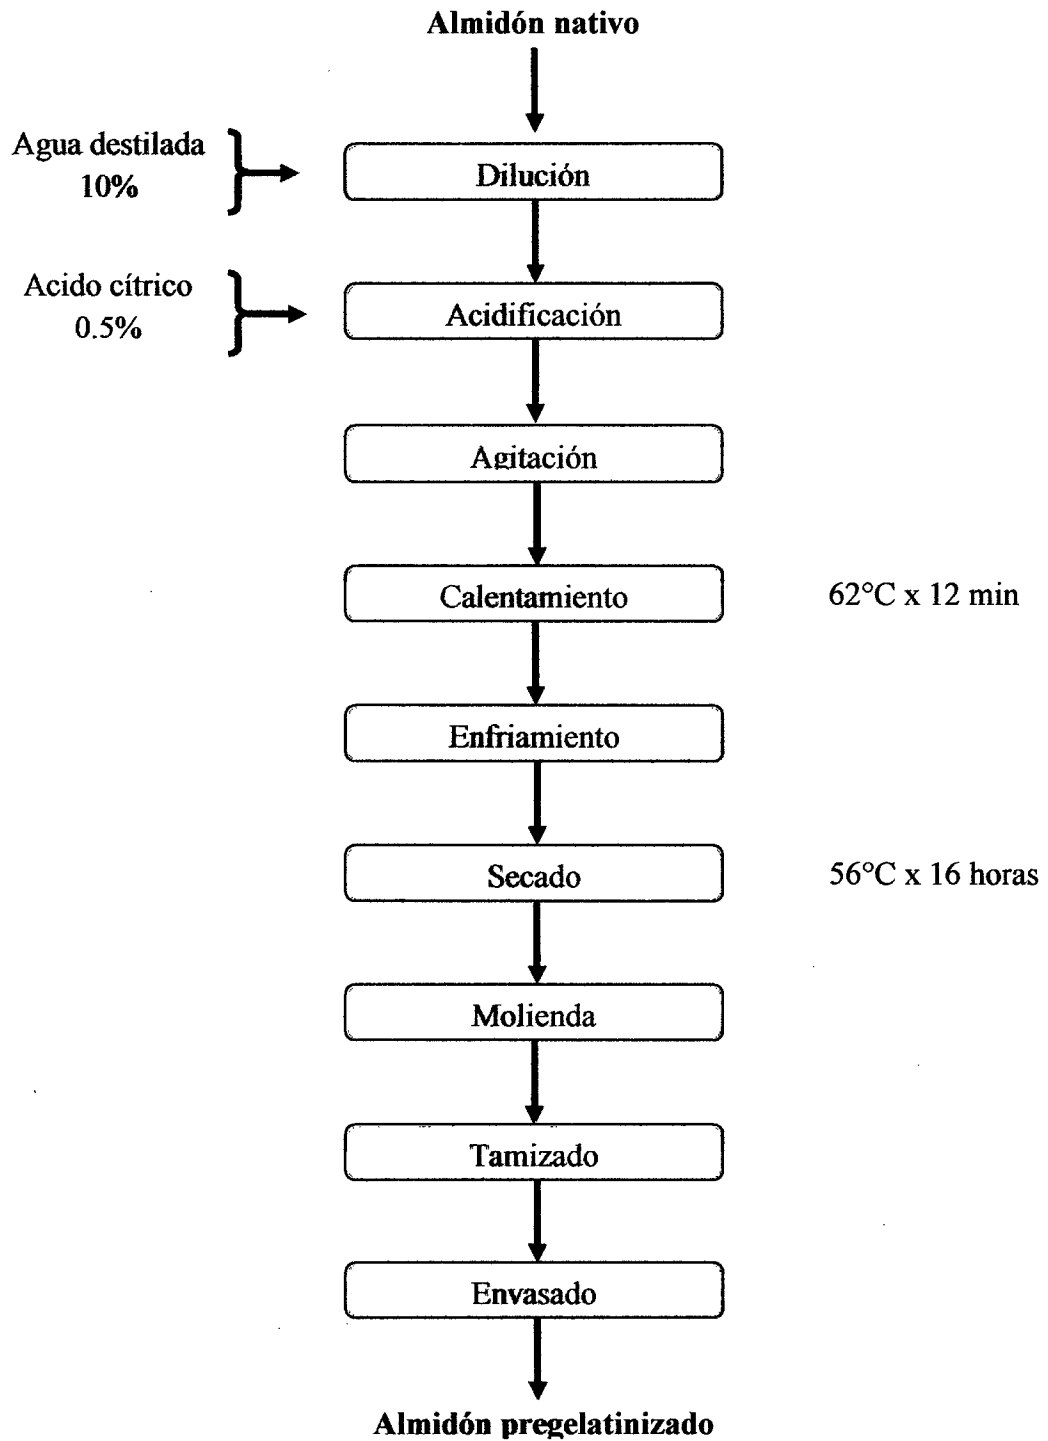 Almidón nativo
Agua destilada
10%
Dilución
Acido cítrico
0.5%
Acidificación
Agitación
Calentamiento
62°C x 12 min
Enfriamiento
Secado
56°C x 16 horas
Molienda
Tamizado
Envasado
Almidón pregelatinizado